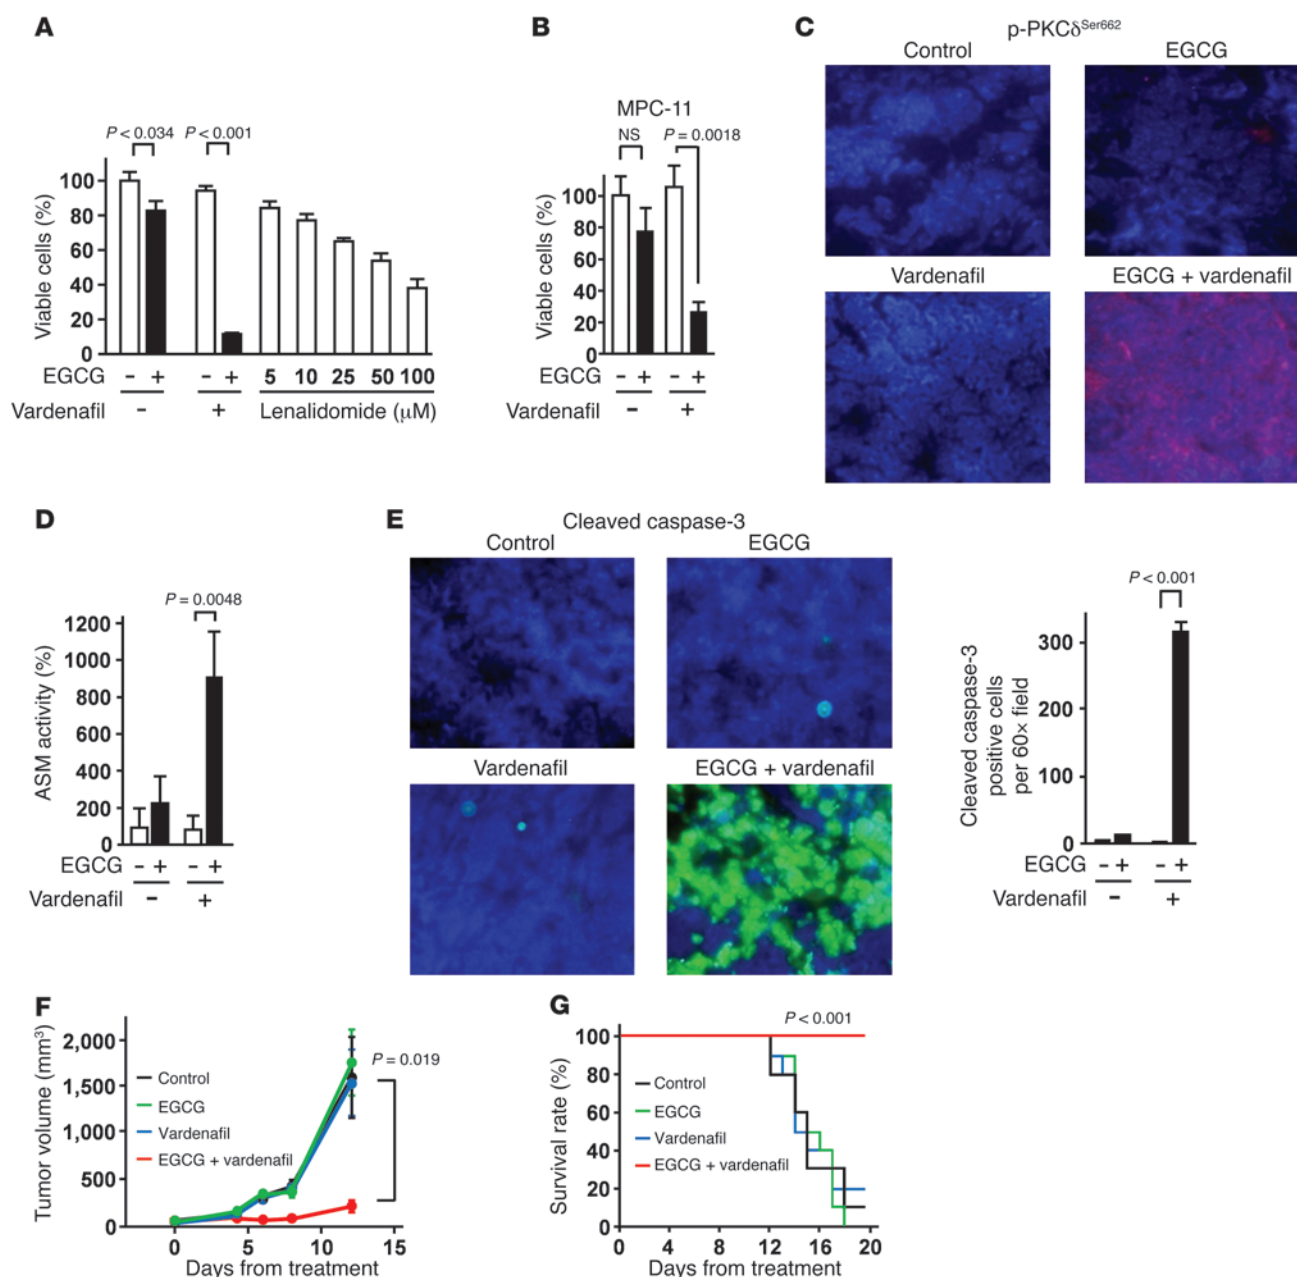 A
P < 0.034 P < 0.001
Viable cells (%)
100
80
60
40
20
0
EGCG - + - + 5 10 25 50 100
Vardenafil - + Lenalidomide (μM)
B
MPC-11
NS P = 0.0018
Viable cells (%)
100
80
60
40
20
0
EGCG - + - +
Vardenafil - +
C
p-PKCδSer662
Control EGCG
Vardenafil EGCG + vardenafil
D
P = 0.0048
ASM activity (%)
1200
1000
800
600
400
200
0
EGCG - + - +
Vardenafil - +
E
Cleaved caspase-3
Control EGCG
Vardenafil EGCG + vardenafil
P < 0.001
Cleaved caspase-3
positive cells
per 60× field
300
200
100
0
EGCG - + - +
Vardenafil - +
F
Tumor volume (mm³)
2,000
1,500
1,000
500
0
Control
EGCG
Vardenafil
EGCG + vardenafil
P = 0.019
0 5 10 15
Days from treatment
G
P < 0.001
Survival rate (%)
100
80
60
40
20
0
Control
EGCG
Vardenafil
EGCG + vardenafil
0 4 8 12 16 20
Days from treatment